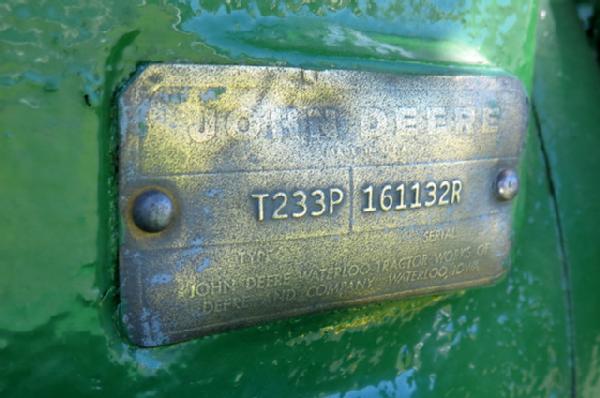 JOHN DEERE
T233P 161132R
TYPE SERIAL
JOHN DEERE WATERLOO TRACTOR WORKS OF
DEERE AND COMPANY WATERLOO, IOWA